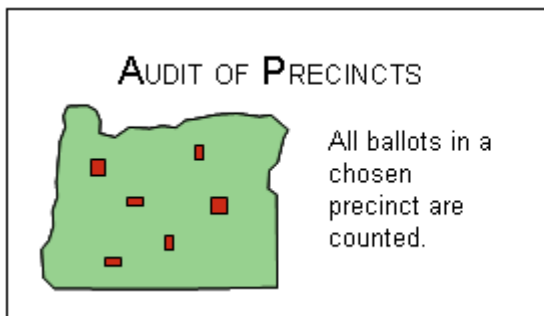 AUDIT OF PRECINCTS
All ballots in a
chosen
precinct are
counted.